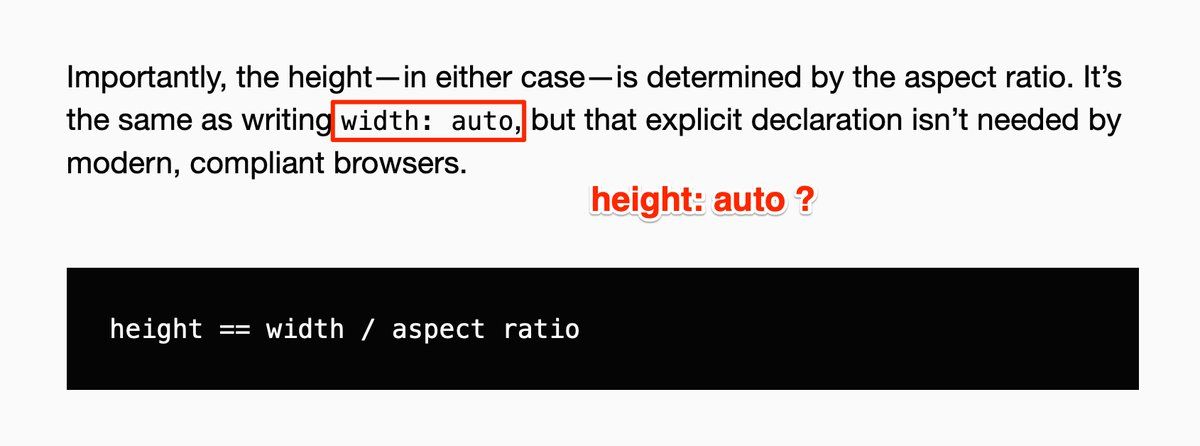 Importantly, the height—in either case—is determined by the aspect ratio. It’s
the same as writing width: auto, but that explicit declaration isn’t needed by
modern, compliant browsers.
height: auto ?
height == width / aspect ratio